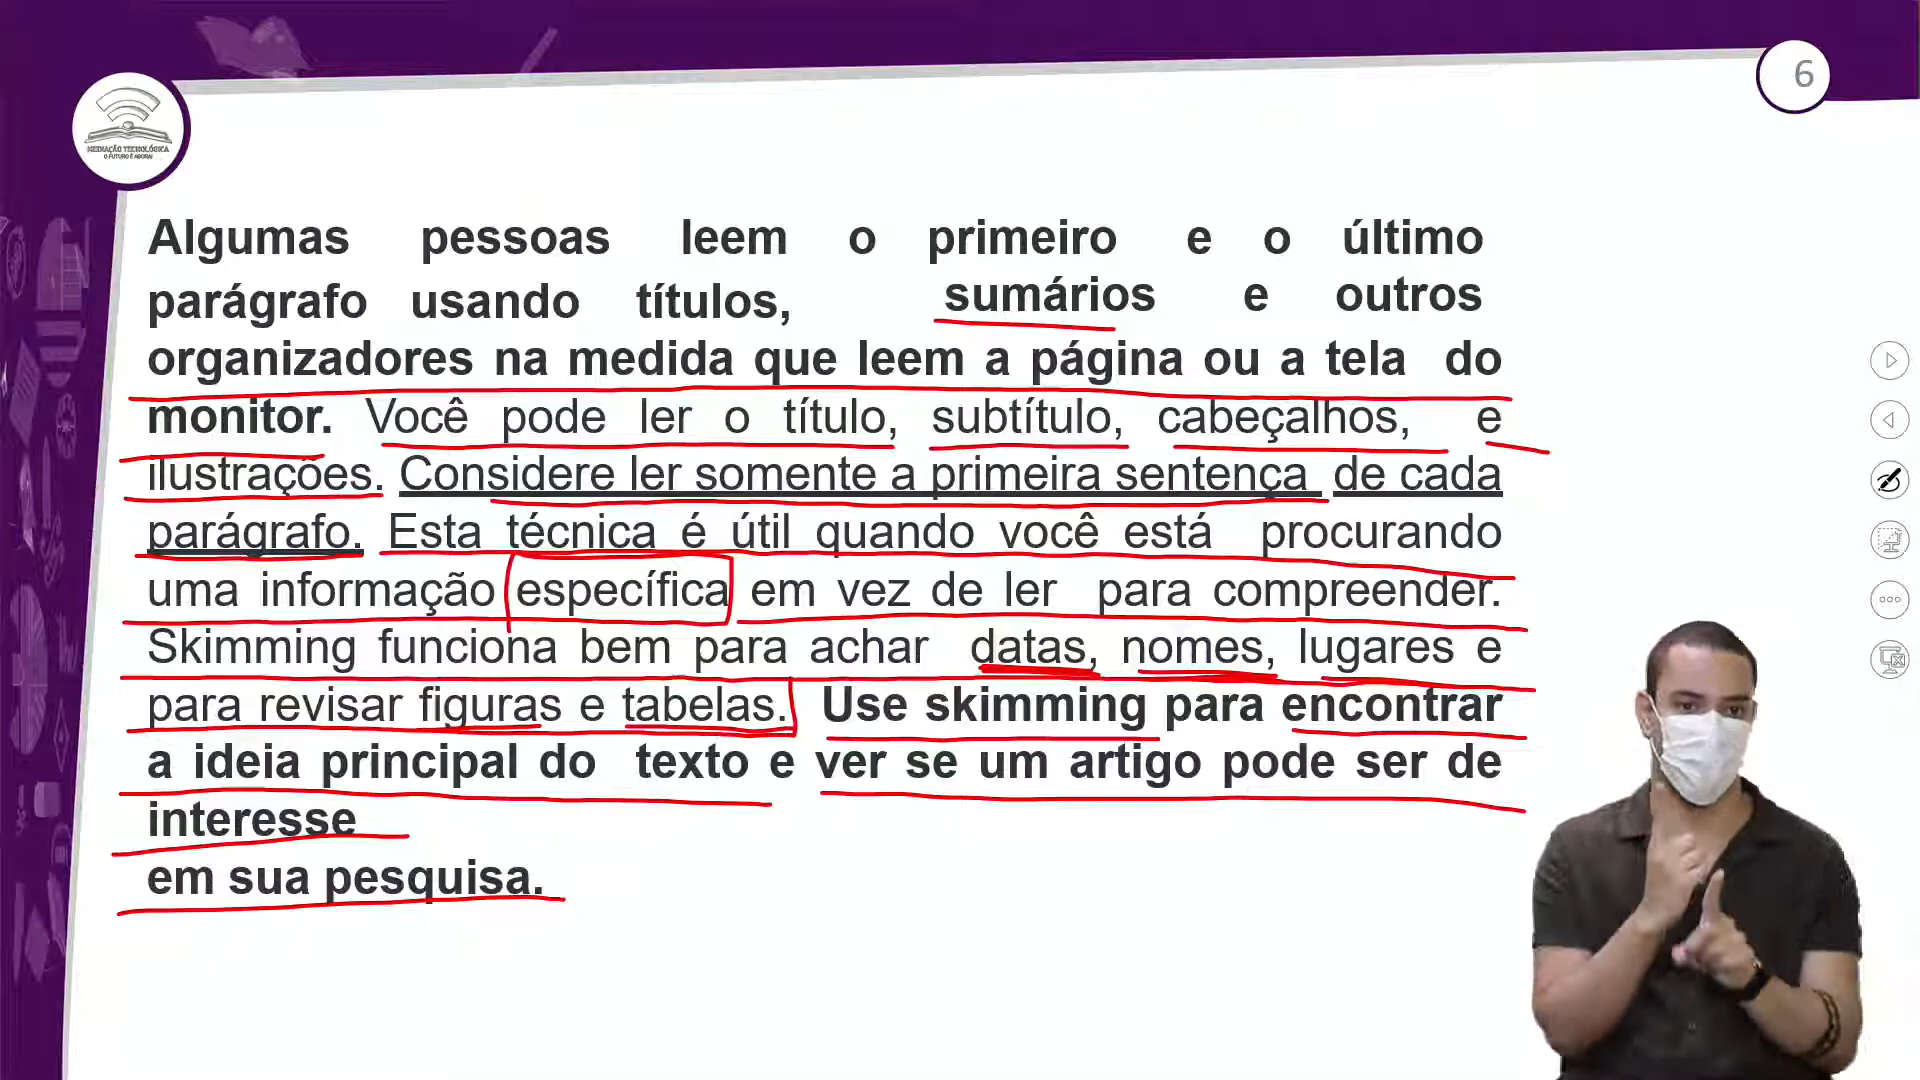 6
MEDIAÇÃO TECNOLÓGICA
O FUTURO É AGORA!
Algumas pessoas leem o primeiro e o último
parágrafo usando títulos, sumários e outros
organizadores na medida que leem a página ou a tela do
monitor. Você pode ler o título, subtítulo, cabeçalhos, e
ilustrações. Considere ler somente a primeira sentença de cada
parágrafo. Esta técnica é útil quando você está procurando
uma informação específica em vez de ler para compreender.
Skimming funciona bem para achar datas, nomes, lugares e
para revisar figuras e tabelas. Use skimming para encontrar
a ideia principal do texto e ver se um artigo pode ser de
interesse
em sua pesquisa.